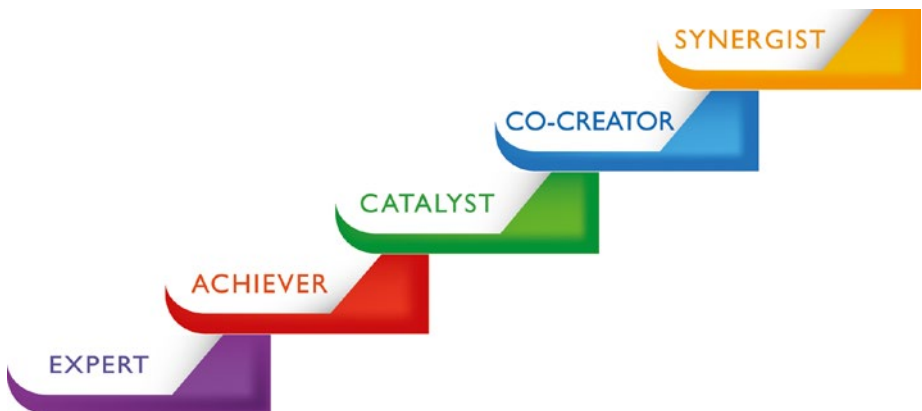 SYNERGIST
CO-CREATOR
CATALYST
ACHIEVER
EXPERT